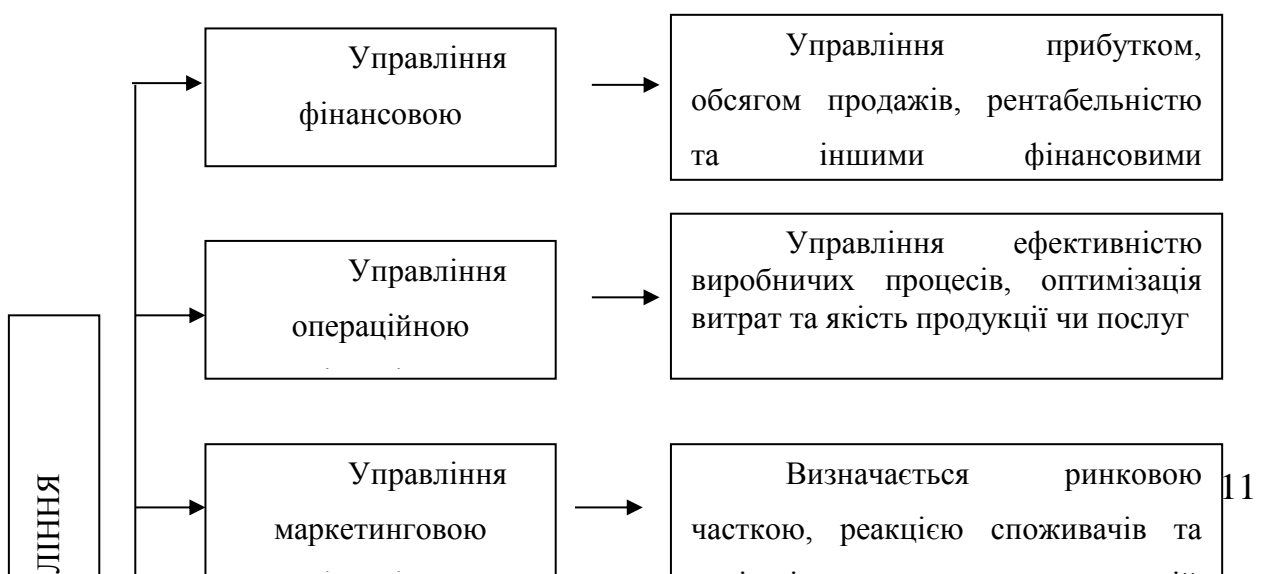 Управління
фінансовою
Управління прибутком,
обсягом продажів, рентабельністю
та іншими фінансовими
Управління
операційною
Управління ефективністю
виробничих процесів, оптимізація
витрат та якість продукції чи послуг
Управління
маркетинговою
Визначається ринковою
часткою, реакцією споживачів та
11
ЛІННЯ